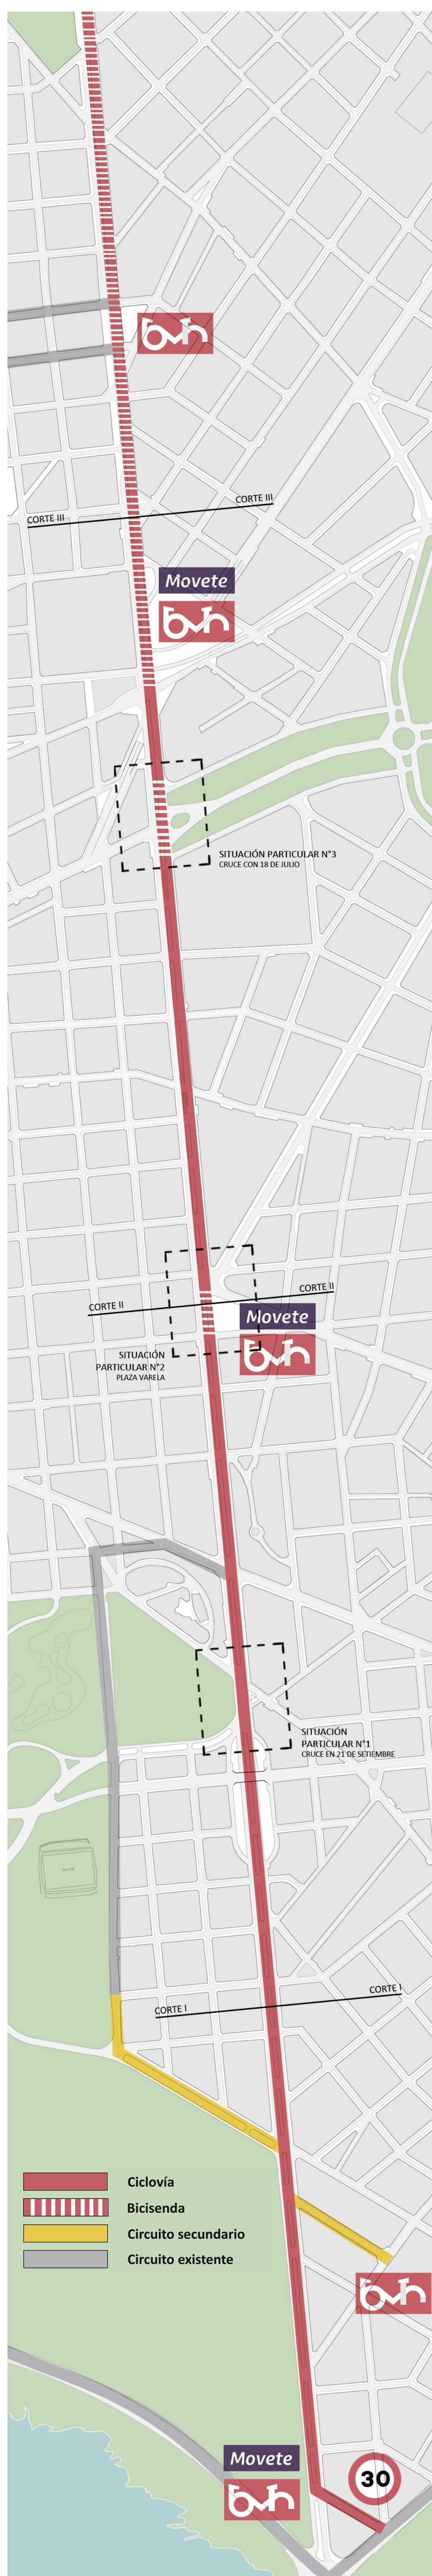 CORTE III
CORTE III
Movete
SITUACIÓN PARTICULAR N°3
CRUCE CON 18 DE JULIO
CORTE II
CORTE II
Movete
SITUACIÓN
PARTICULAR N°2
PLAZA VARELA
SITUACIÓN
PARTICULAR N°1
CRUCE EN 21 DE SETIEMBRE
CORTE I
CORTE I
Ciclovía
Bicisenda
Circuito secundario
Circuito existente
Movete
30